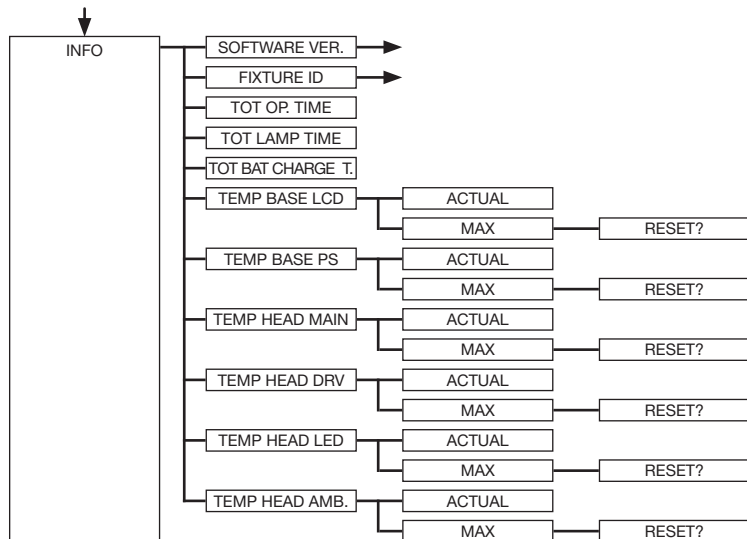 INFO
SOFTWARE VER.
FIXTURE ID
TOT OP. TIME
TOT LAMP TIME
TOT BAT CHARGE T.
TEMP BASE LCD
ACTUAL
MAX
RESET?
TEMP BASE PS
ACTUAL
MAX
RESET?
TEMP HEAD MAIN
ACTUAL
MAX
RESET?
TEMP HEAD DRV
ACTUAL
MAX
RESET?
TEMP HEAD LED
ACTUAL
MAX
RESET?
TEMP HEAD AMB.
ACTUAL
MAX
RESET?